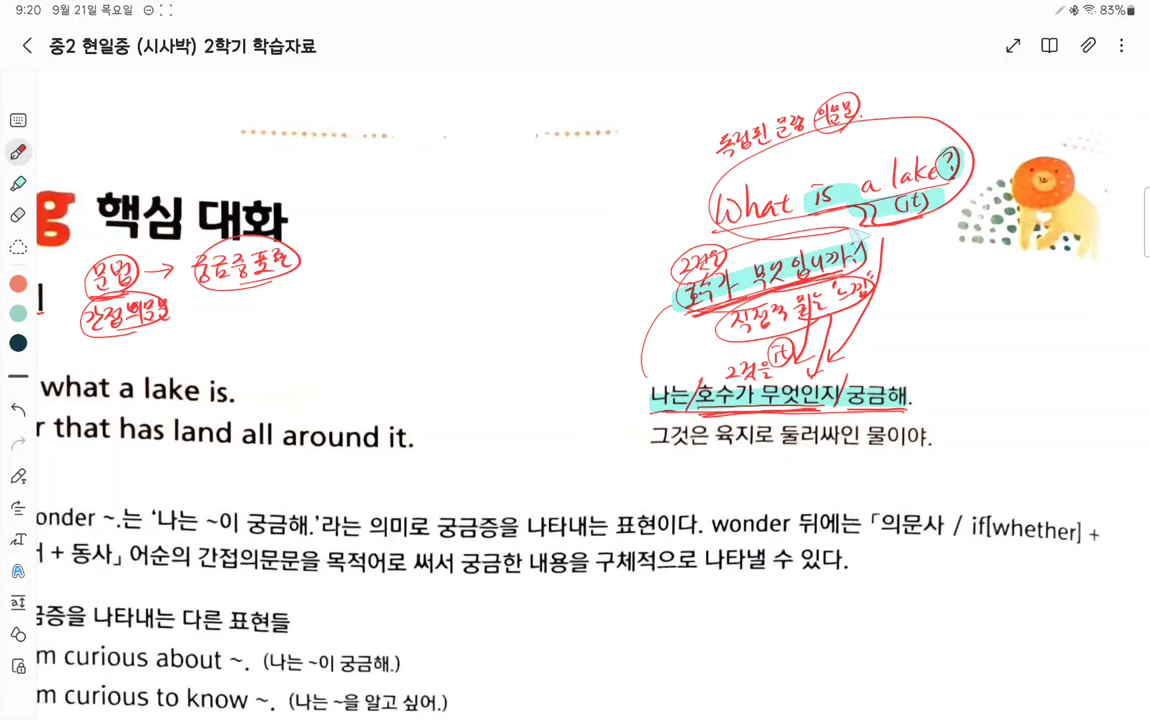 9:20 9월 21일 목요일
83%
중2 현일중 (시사박) 2학기 학습자료
독립된 문장 의문문.
What is a lake?
(it)
g 핵심 대화
문법 → 궁금증 표현
간접 의문문
그것을
호수가 무엇 입니까?
직접적 묻는 "느낌"
그것을 it
what a lake is.
r that has land all around it.
나는/호수가 무엇인지/궁금해.
그것은 육지로 둘러싸인 물이야.
onder ~.는 ‘나는 ~이 궁금해.’라는 의미로 궁금증을 나타내는 표현이다. wonder 뒤에는 「의문사 / if[whether] +
어 + 동사」 어순의 간접의문문을 목적어로 써서 궁금한 내용을 구체적으로 나타낼 수 있다.
금증을 나타내는 다른 표현들
m curious about ~. (나는 ~이 궁금해.)
m curious to know ~. (나는 ~을 알고 싶어.)